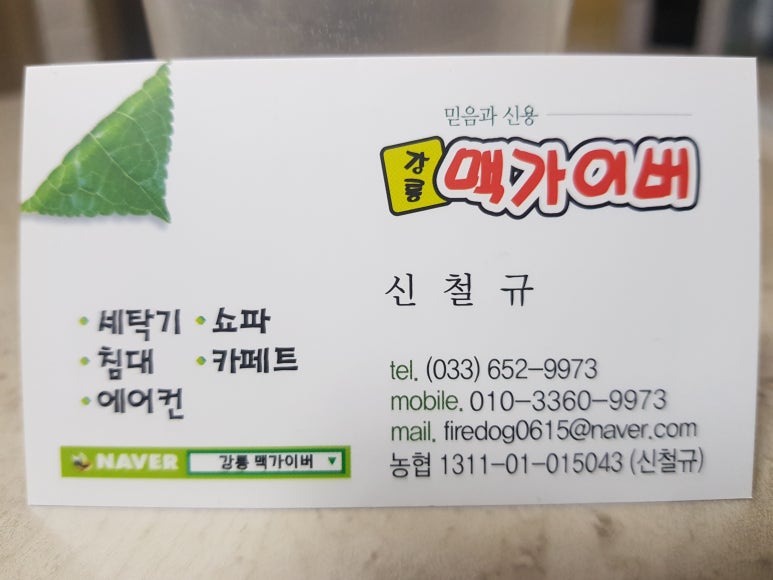 믿음과 신용
강릉 맥가이버
신 철 규
• 세탁기 • 쇼파
• 침대 • 카페트
• 에어컨
NAVER 강릉 맥가이버 ▼
tel. (033) 652-9973
mobile. 010-3360-9973
mail. firedog0615@naver.com
농협 1311-01-015043 (신철규)